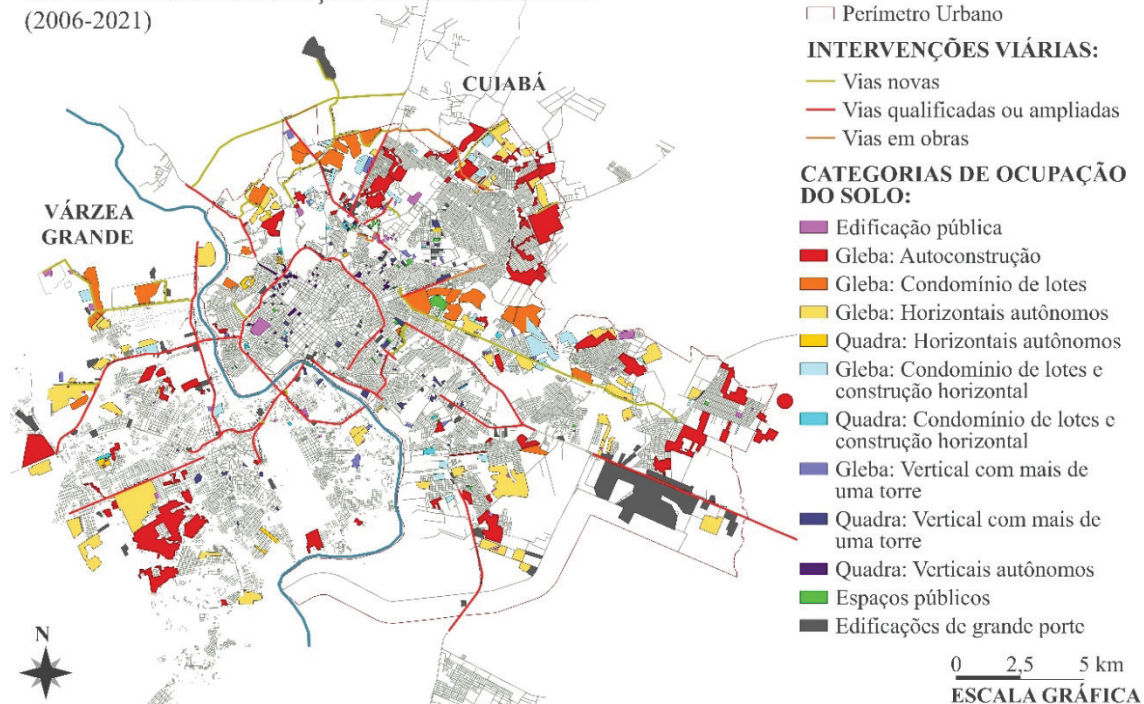 (2006-2021)
CUIABÁ
VÁRZEA
GRANDE
N
Perímetro Urbano
INTERVENÇÕES VIÁRIAS:
Vias novas
Vias qualificadas ou ampliadas
Vias em obras
CATEGORIAS DE OCUPAÇÃO
DO SOLO:
Edificação pública
Gleba: Autoconstrução
Gleba: Condomínio de lotes
Gleba: Horizontais autônomos
Quadra: Horizontais autônomos
Gleba: Condomínio de lotes e
construção horizontal
Quadra: Condomínio de lotes e
construção horizontal
Gleba: Vertical com mais de
uma torre
Quadra: Vertical com mais de
uma torre
Quadra: Verticais autônomos
Espaços públicos
Edificações de grande porte
0 2,5 5 km
ESCALA GRÁFICA